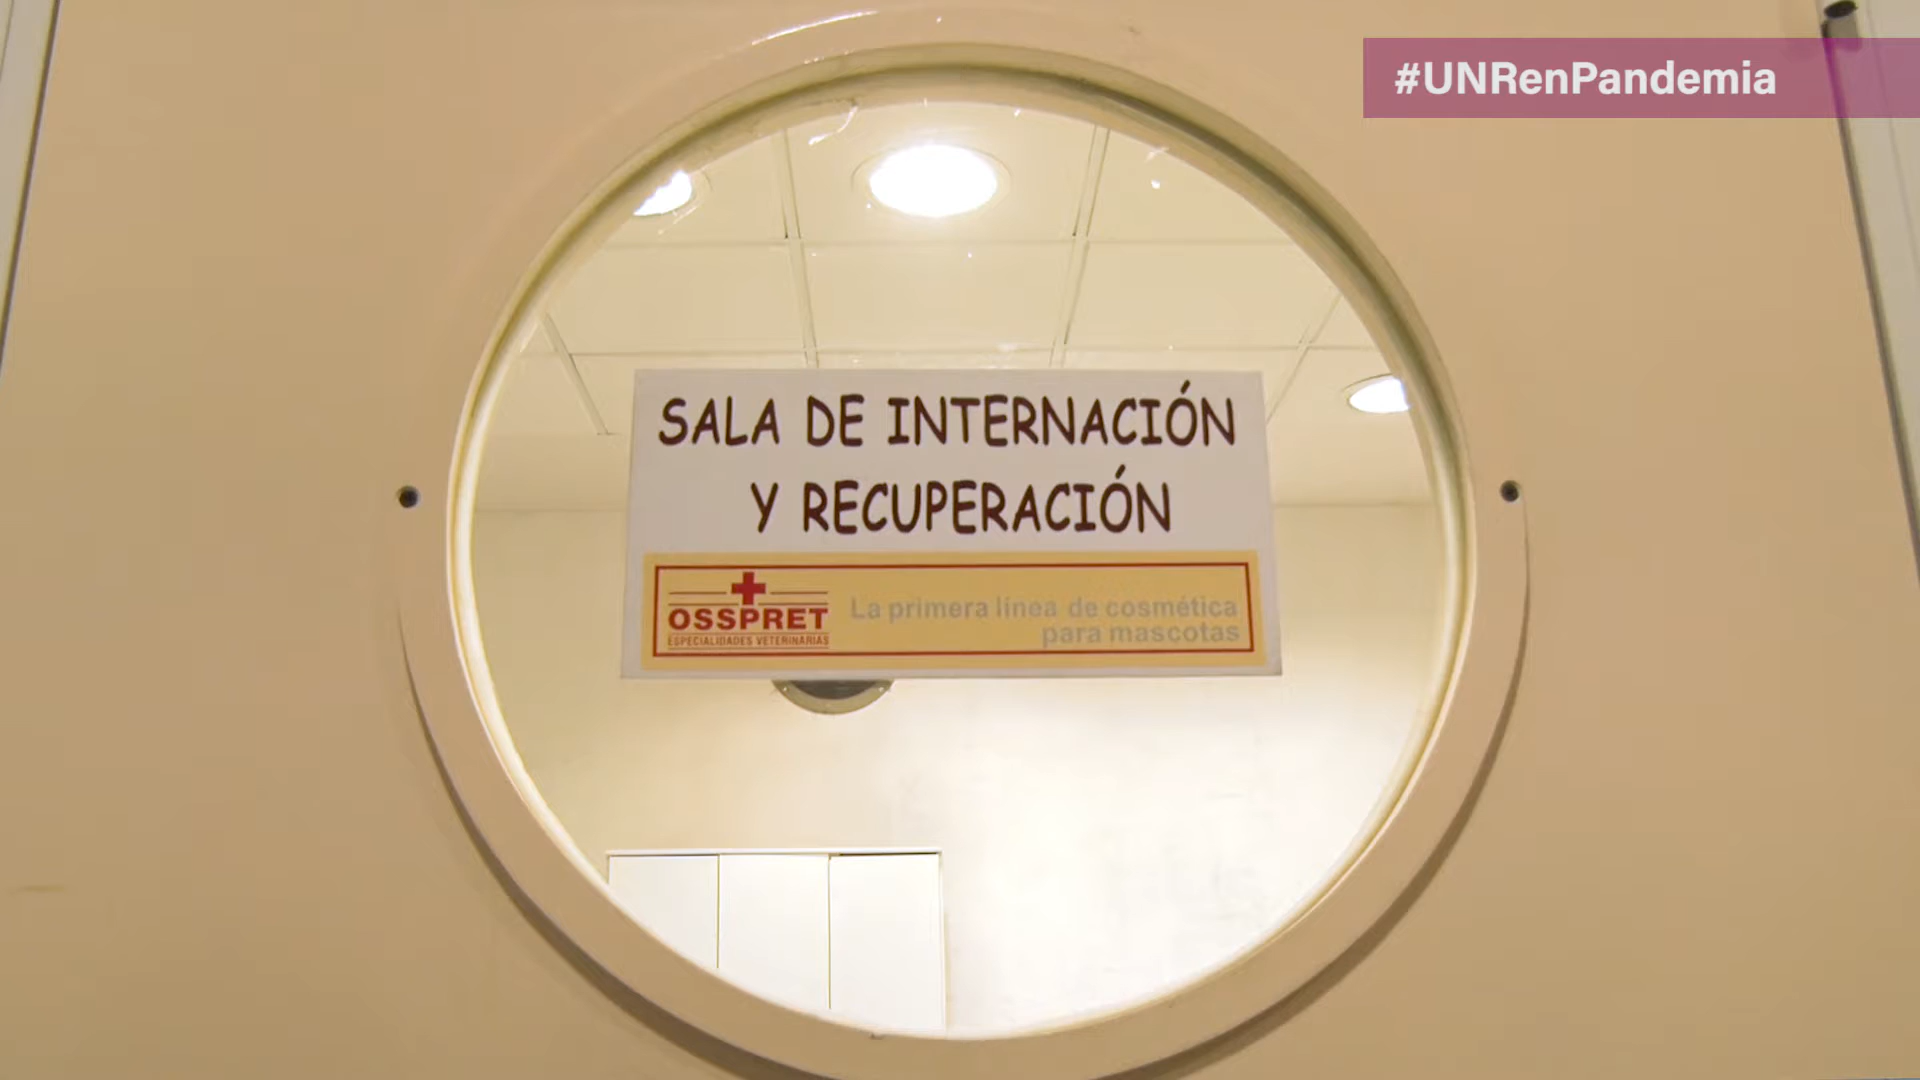 #UNRenPandemia
SALA DE INTERNACIÓN
Y RECUPERACIÓN
OSSPRET
ESPECIALIDADES VETERINARIAS
La primera línea de cosmética
para mascotas